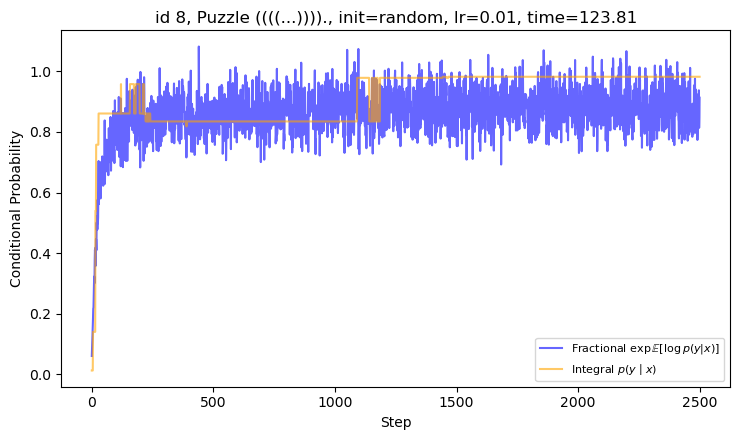 id 8, Puzzle ((((...))))., init=random, lr=0.01, time=123.81
Conditional Probability
1.0
0.8
0.6
0.4
0.2
0.0
Fractional exp𝔼[log p(y|x)]
Integral p(y | x)
0 500 1000 1500 2000 2500
Step